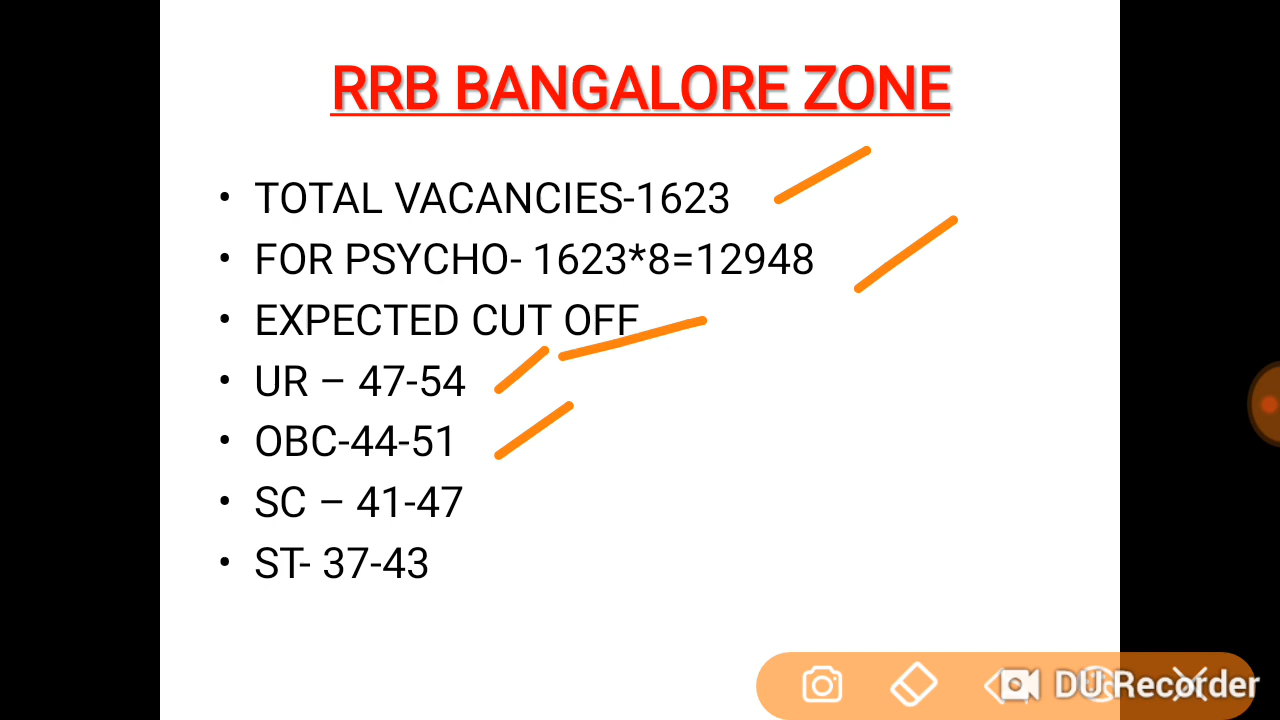 RRB BANGALORE ZONE
• TOTAL VACANCIES-1623
• FOR PSYCHO- 1623*8=12948
• EXPECTED CUT OFF
• UR – 47-54
• OBC-44-51
• SC – 41-47
• ST- 37-43
DU Recorder